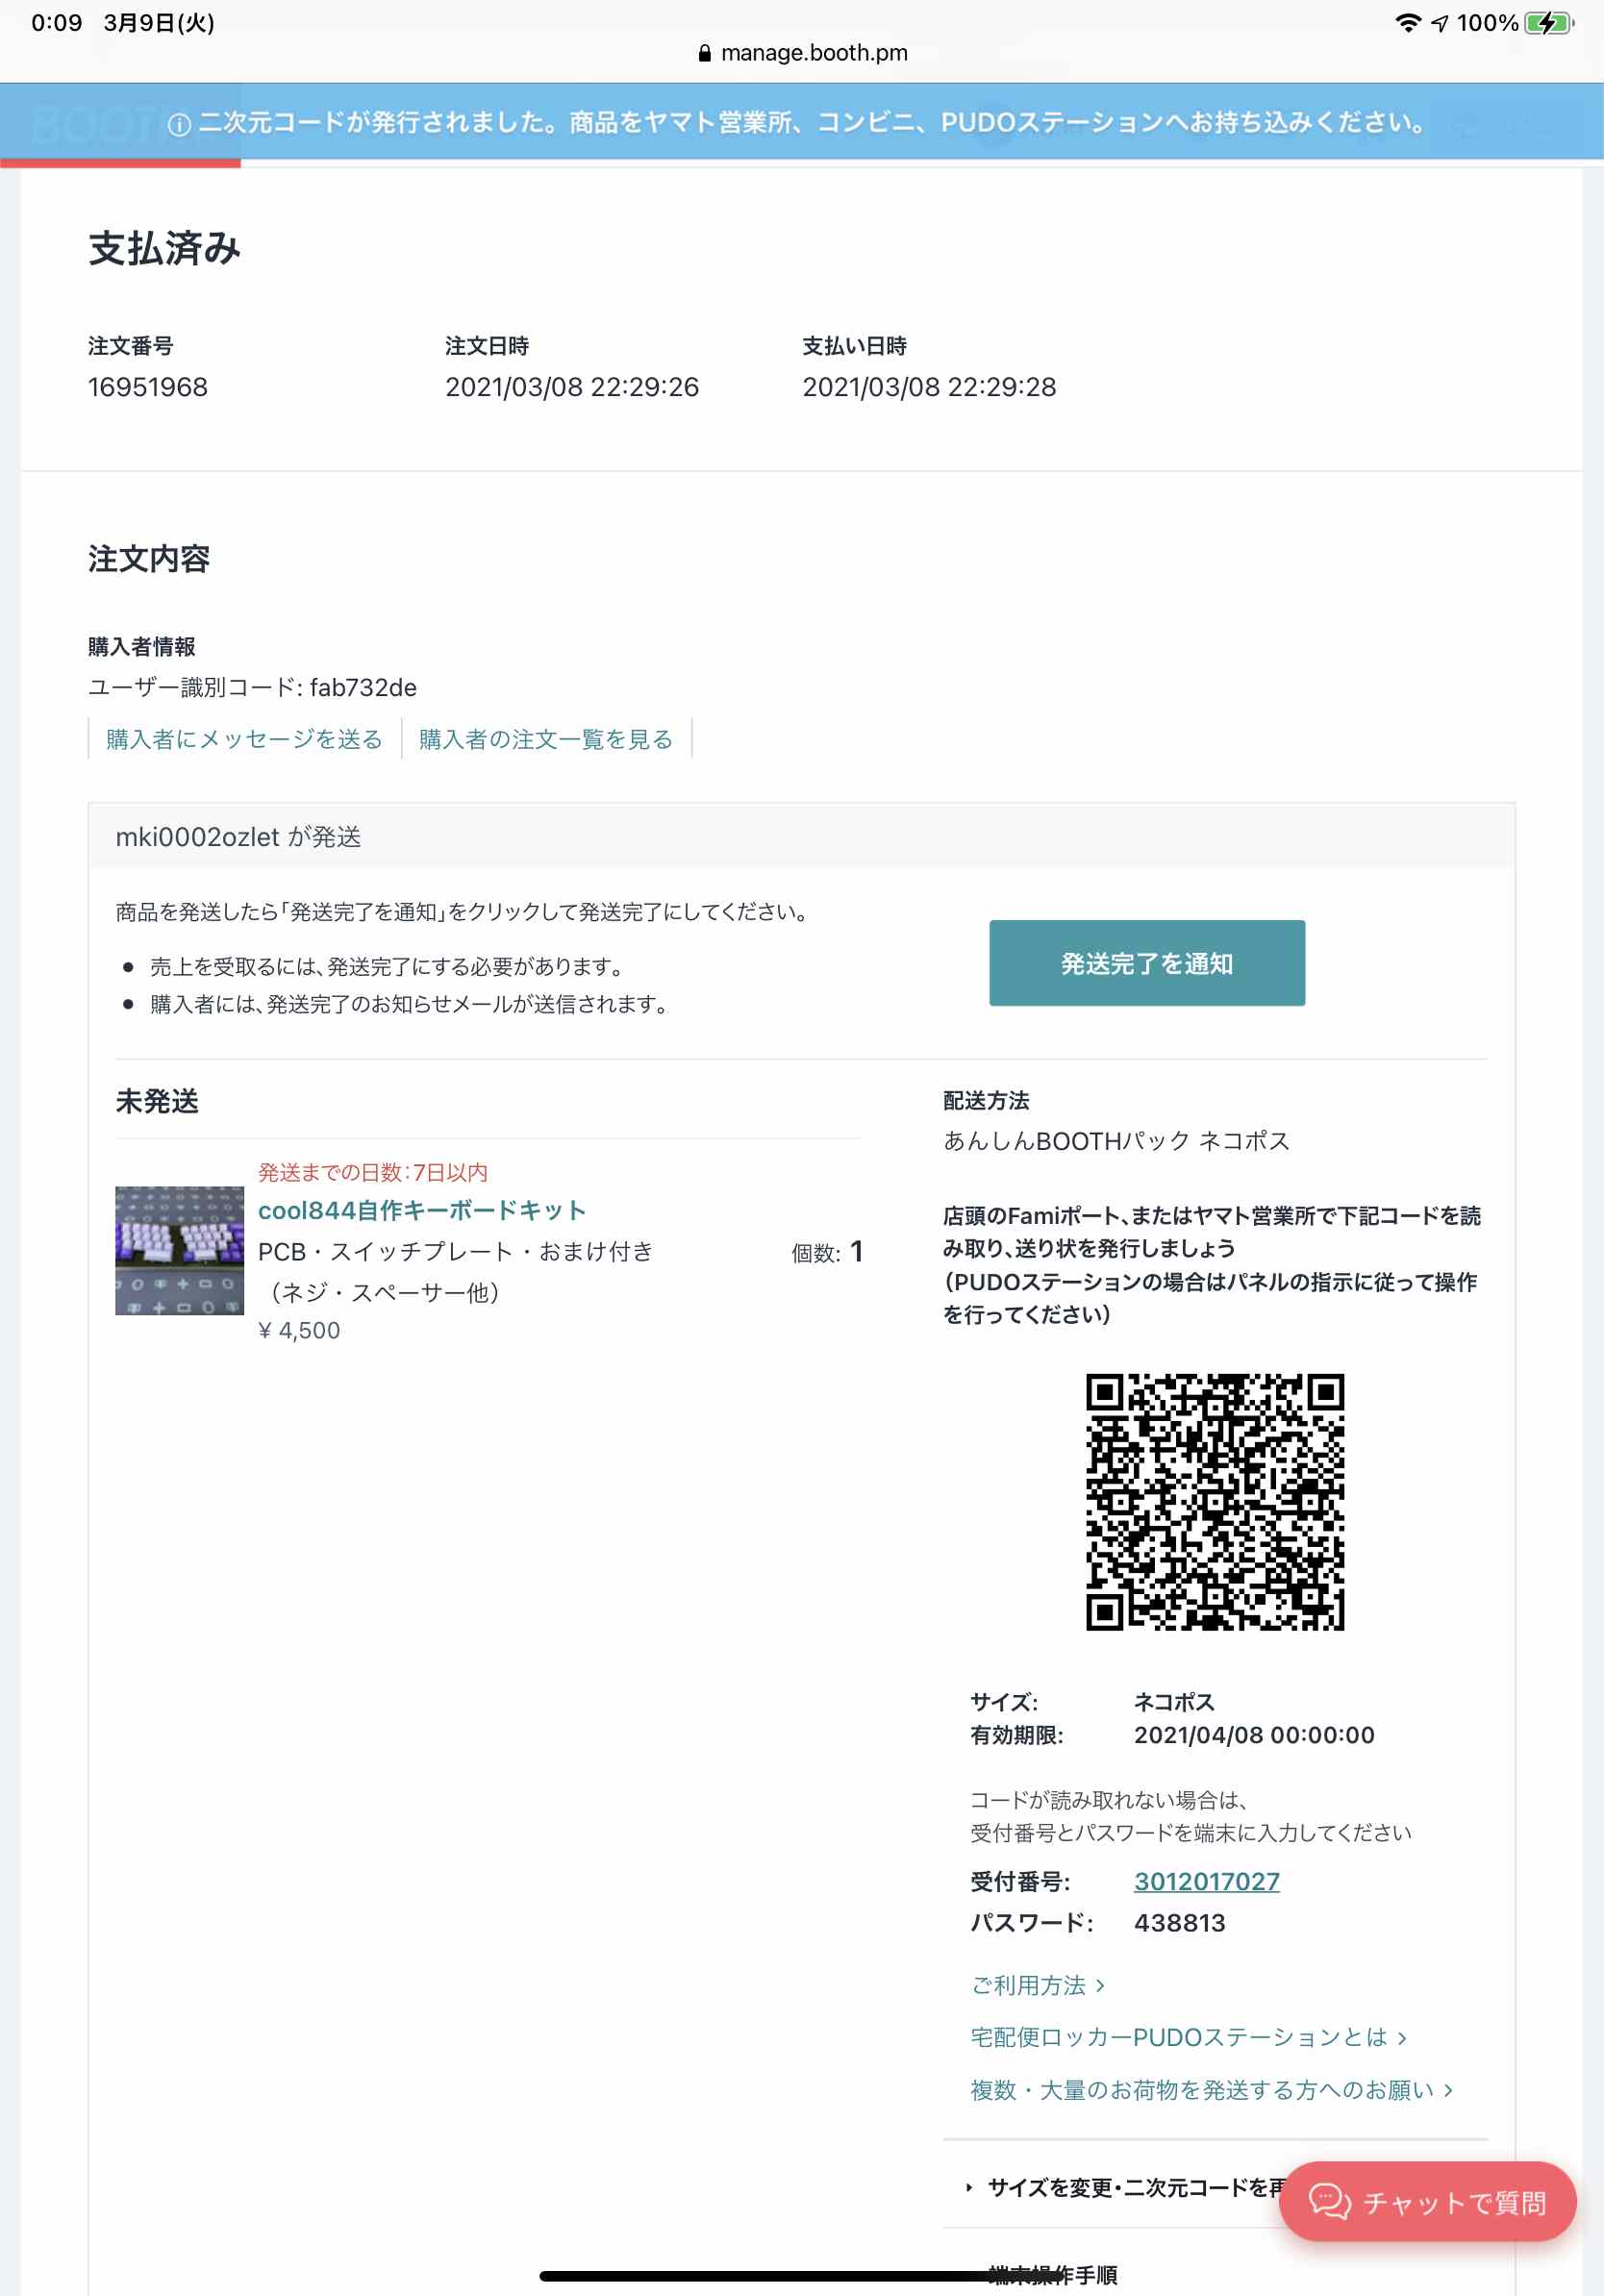 0:09 3月9日(火)
100%
manage.booth.pm
二次元コードが発行されました。商品をヤマト営業所、コンビニ、PUDOステーションへお持ち込みください。
支払済み
注文番号
16951968
注文日時
2021/03/08 22:29:26
支払い日時
2021/03/08 22:29:28
注文内容
購入者情報
ユーザー識別コード: fab732de
購入者にメッセージを送る
購入者の注文一覧を見る
mki0002ozlet が発送
商品を発送したら「発送完了を通知」をクリックして発送完了にしてください。
● 売上を受取るには、発送完了にする必要があります。
● 購入者には、発送完了のお知らせメールが送信されます。
発送完了を通知
未発送
発送までの日数：7日以内
cool844自作キーボードキット
PCB・スイッチプレート・おまけ付き
（ネジ・スペーサー他）
¥ 4,500
個数: 1
配送方法
あんしんBOOTHパック ネコポス
店頭のFamiポート、またはヤマト営業所で下記コードを読
み取り、送り状を発行しましょう
（PUDOステーションの場合はパネルの指示に従って操作
を行ってください）
サイズ: ネコポス
有効期限: 2021/04/08 00:00:00
コードが読み取れない場合は、
受付番号とパスワードを端末に入力してください
受付番号: 3012017027
パスワード: 438813
ご利用方法 >
宅配便ロッカーPUDOステーションとは >
複数・大量のお荷物を発送する方へのお願い >
サイズを変更・二次元コードを再
チャットで質問
端末操作手順